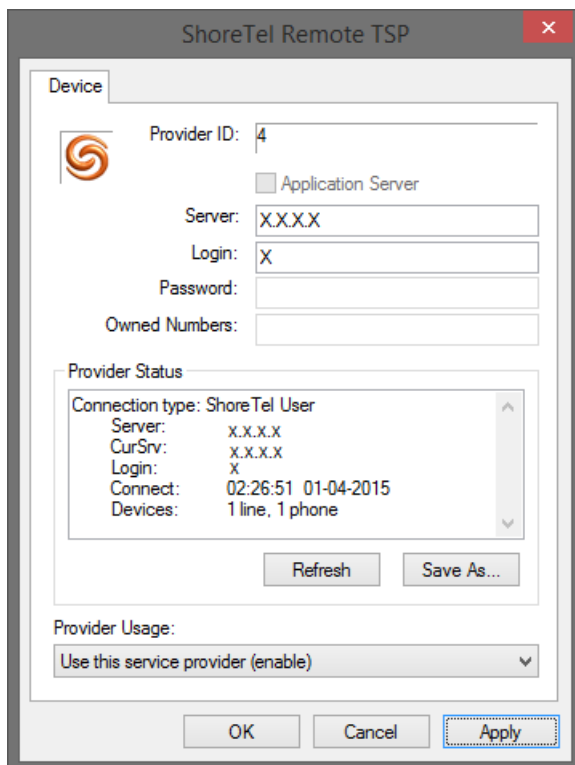 ShoreTel Remote TSP
Device
Provider ID: 4
Application Server
Server: X.X.X.X
Login: X
Password:
Owned Numbers:
Provider Status
Connection type: ShoreTel User
Server: X.X.X.X
CurSrv: X.X.X.X
Login: X
Connect: 02:26:51 01-04-2015
Devices: 1 line, 1 phone
Refresh Save As...
Provider Usage:
Use this service provider (enable)
OK Cancel Apply